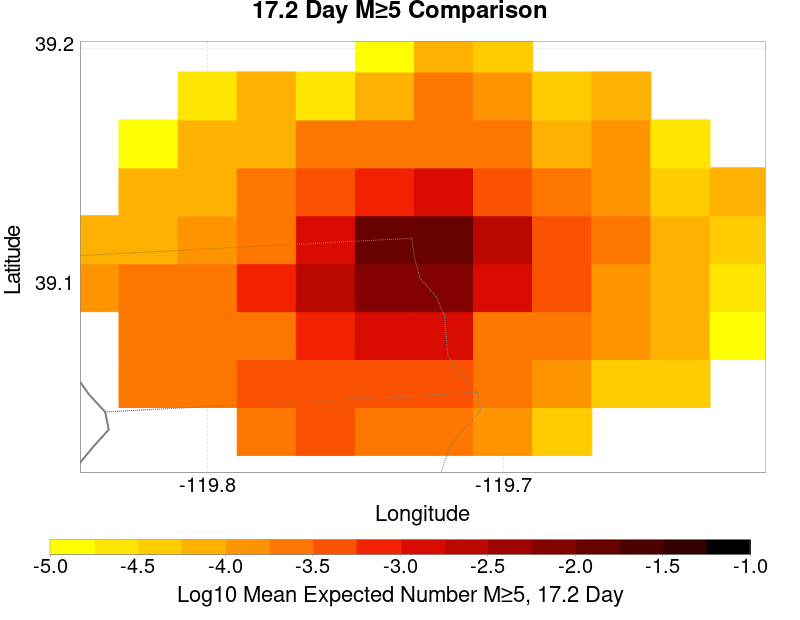 17.2 Day M≥5 Comparison
39.2
39.1
Latitude
-119.8 -119.7
Longitude
-5.0 -4.5 -4.0 -3.5 -3.0 -2.5 -2.0 -1.5 -1.0
Log10 Mean Expected Number M≥5, 17.2 Day